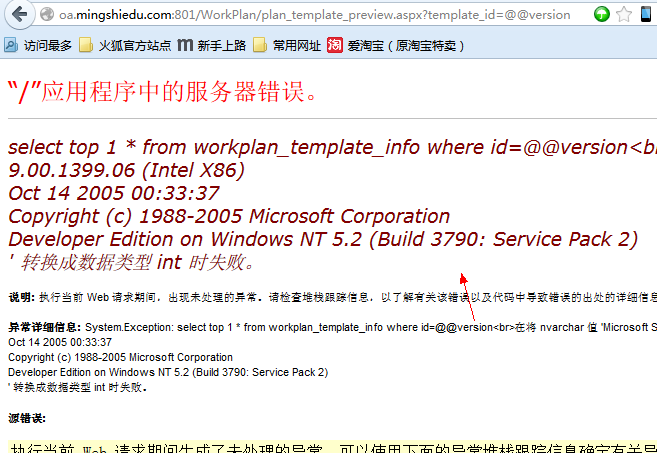 oa.mingshiedu.com:801/WorkPlan/plan_template_preview.aspx?template_id=@@version
访问最多 火狐官方站点 新手上路 常用网址 淘 爱淘宝（原淘宝特卖）
“/”应用程序中的服务器错误。
select top 1 * from workplan_template_info where id=@@version<b
9.00.1399.06 (Intel X86)
Oct 14 2005 00:33:37
Copyright (c) 1988-2005 Microsoft Corporation
Developer Edition on Windows NT 5.2 (Build 3790: Service Pack 2)
' 转换成数据类型 int 时失败。
说明: 执行当前 Web 请求期间，出现未处理的异常。请检查堆栈跟踪信息，以了解有关该错误以及代码中导致错误的出处的详细信息
异常详细信息: System.Exception: select top 1 * from workplan_template_info where id=@@version<br>在将 nvarchar 值 'Microsoft S
Oct 14 2005 00:33:37
Copyright (c) 1988-2005 Microsoft Corporation
Developer Edition on Windows NT 5.2 (Build 3790: Service Pack 2)
' 转换成数据类型 int 时失败。
源错误:
执行当前 Web 请求期间生成了未处理的异常。可以使用下面的异常堆栈跟踪信息确定有关异